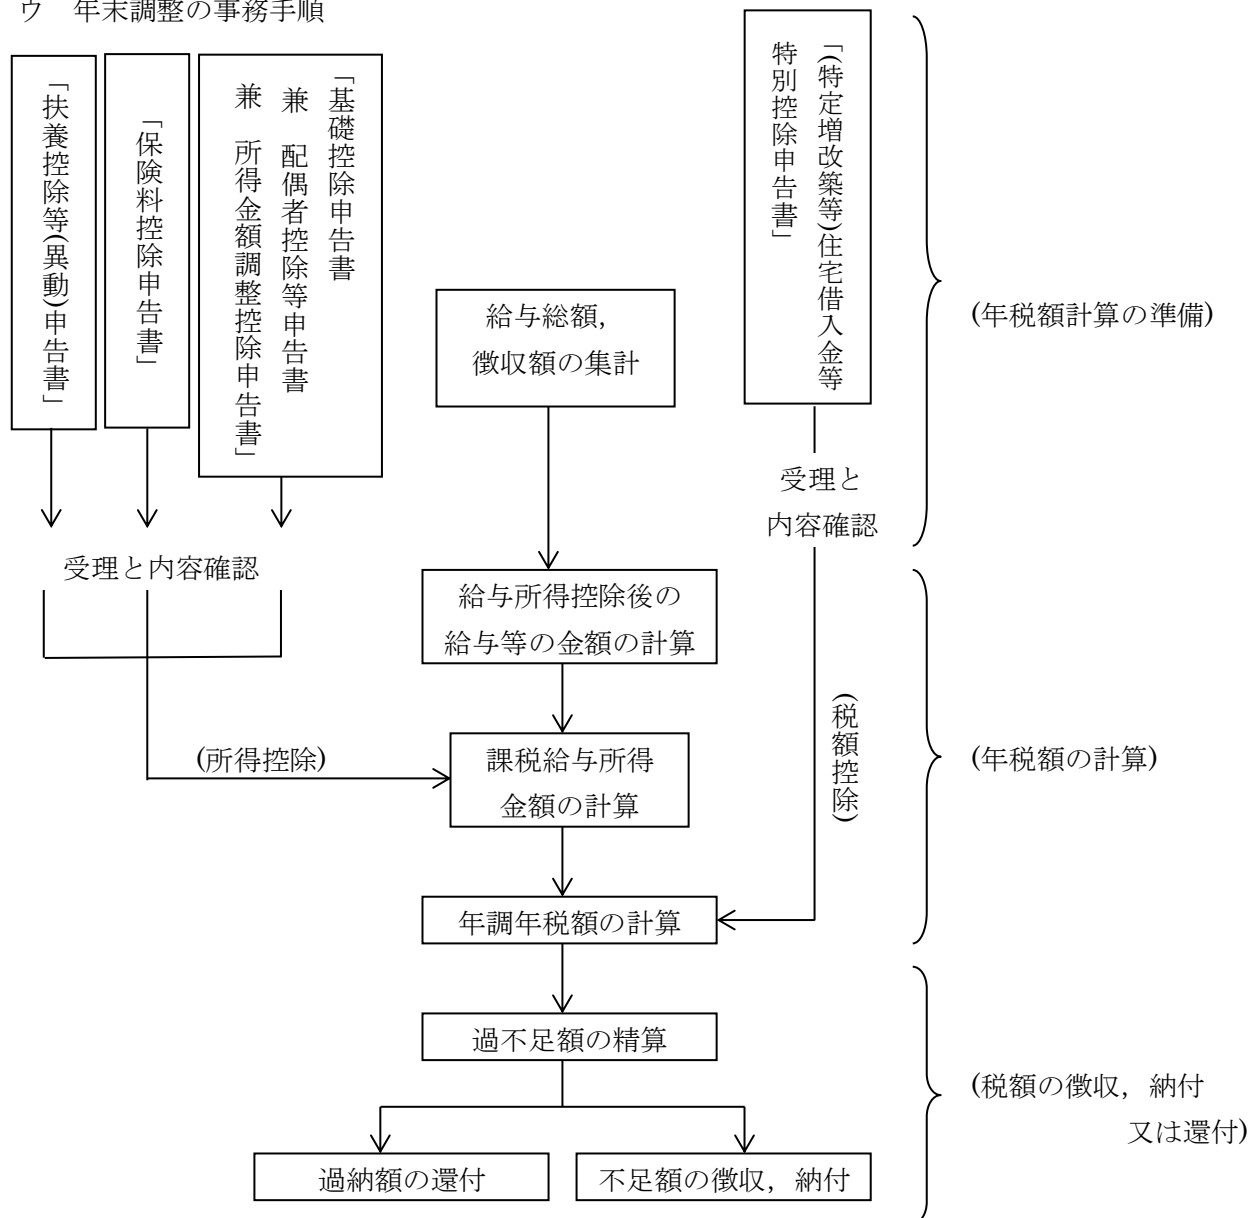 ウ　年末調整の事務手順
「扶養控除等(異動)申告書」
「保険料控除申告書」
「基礎控除申告書
兼　配偶者控除等申告書
兼　所得金額調整控除申告書」
給与総額，
徴収額の集計
「(特定増改築等)住宅借入金等
特別控除申告書」
(年税額計算の準備)
受理と内容確認
受理と
内容確認
給与所得控除後の
給与等の金額の計算
(所得控除)
課税給与所得
金額の計算
(税額控除)
(年税額の計算)
年調年税額の計算
過不足額の精算
(税額の徴収，納付
又は還付)
過納額の還付
不足額の徴収，納付